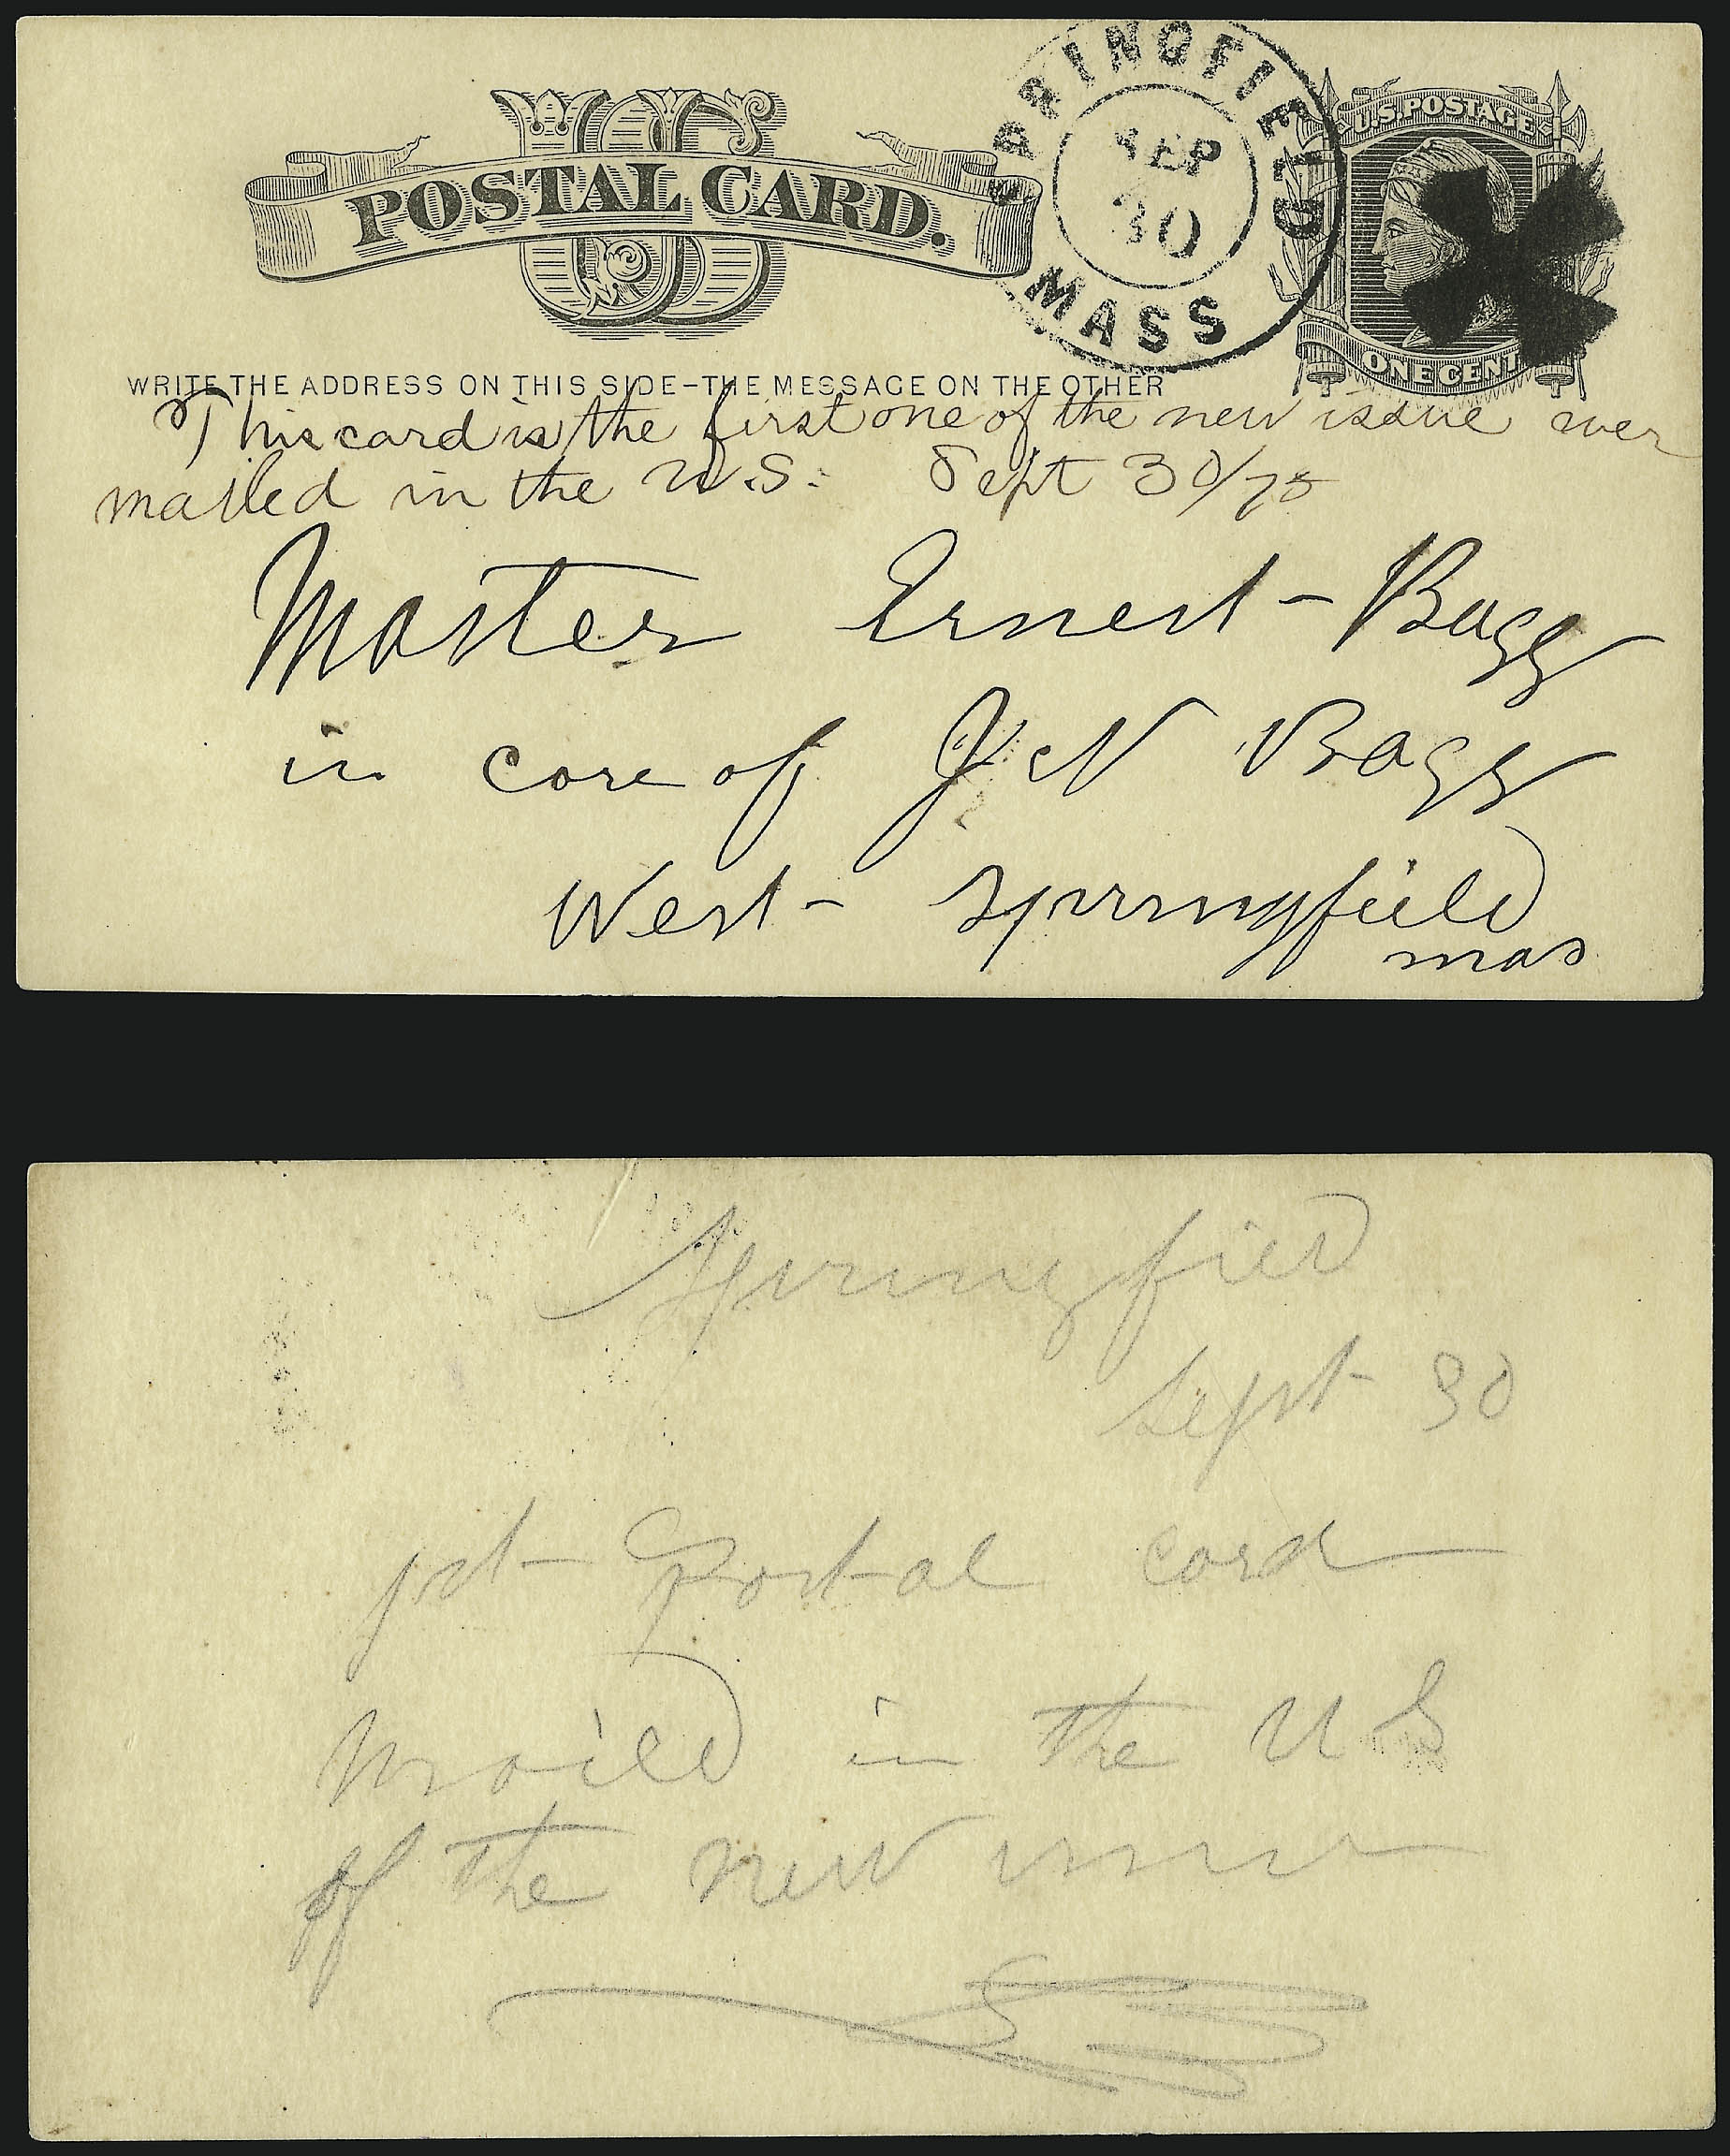 US
POSTAL CARD.
SPRINGFIELD
SEP
30
MASS
U.S. POSTAGE
ONE CENT
WRITE THE ADDRESS ON THIS SIDE–THE MESSAGE ON THE OTHER
This card is the first one of the new issue ever
mailed in the U.S. Sept 30/75
Master Ernest Bagg
in care of J N Bagg
West Springfield
mas
Springfield
Sept 30
1st Postal card
Maild in the U S
of the new issue